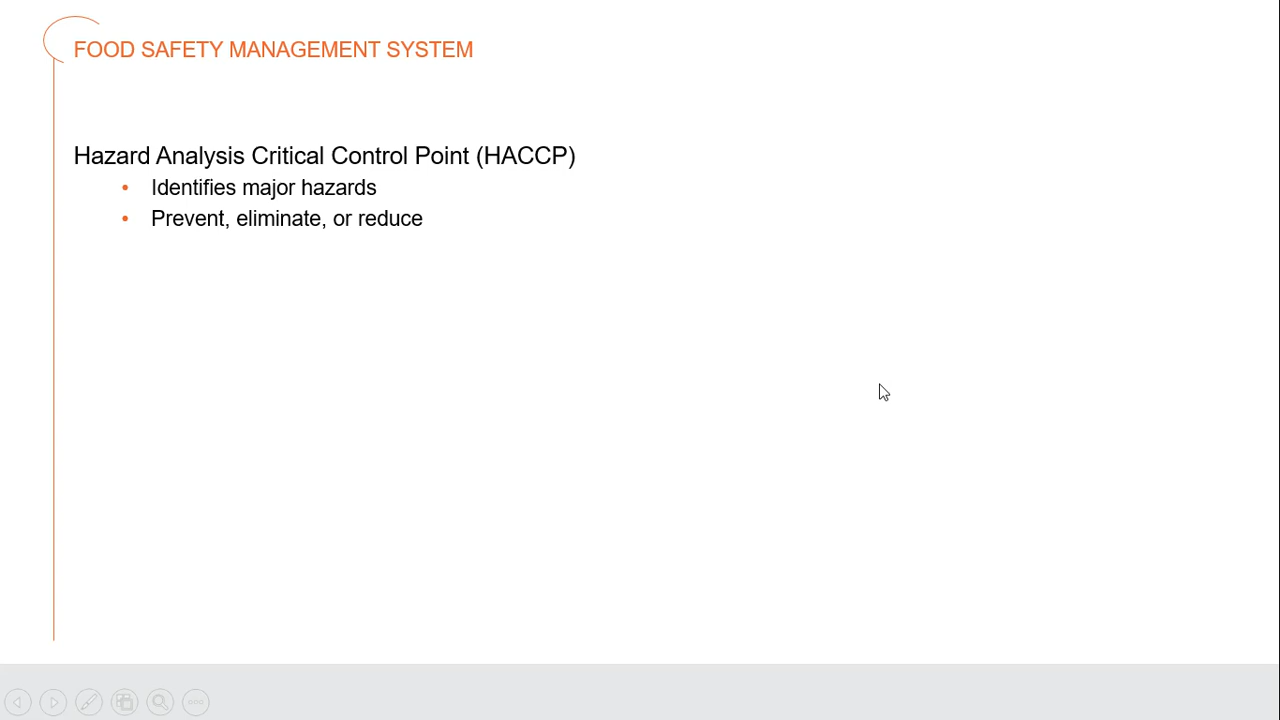 FOOD SAFETY MANAGEMENT SYSTEM
Hazard Analysis Critical Control Point (HACCP)
• Identifies major hazards
• Prevent, eliminate, or reduce